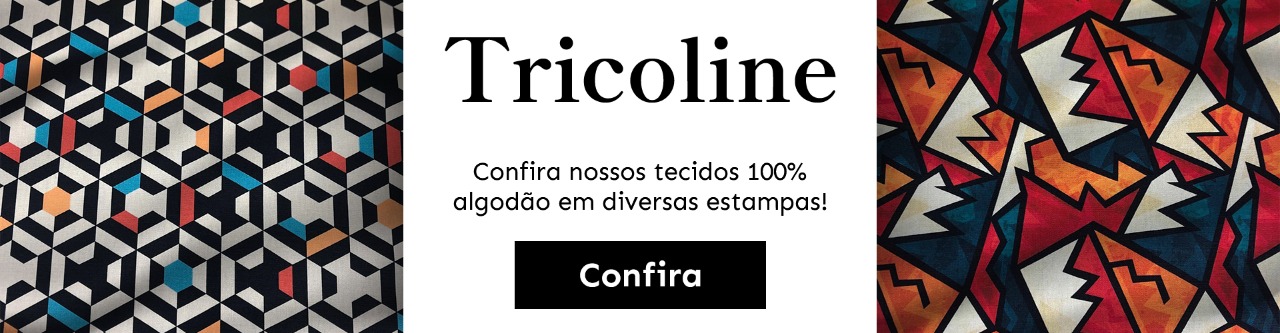 Tricoline
Confira nossos tecidos 100%
algodão em diversas estampas!
Confira